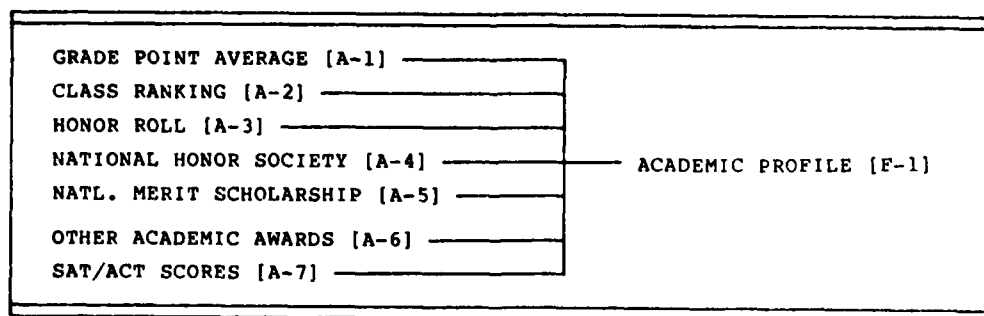 GRADE POINT AVERAGE [A-1]
CLASS RANKING [A-2]
HONOR ROLL [A-3]
NATIONAL HONOR SOCIETY [A-4]
ACADEMIC PROFILE [F-1]
NATL. MERIT SCHOLARSHIP [A-5]
OTHER ACADEMIC AWARDS [A-6]
SAT/ACT SCORES [A-7]